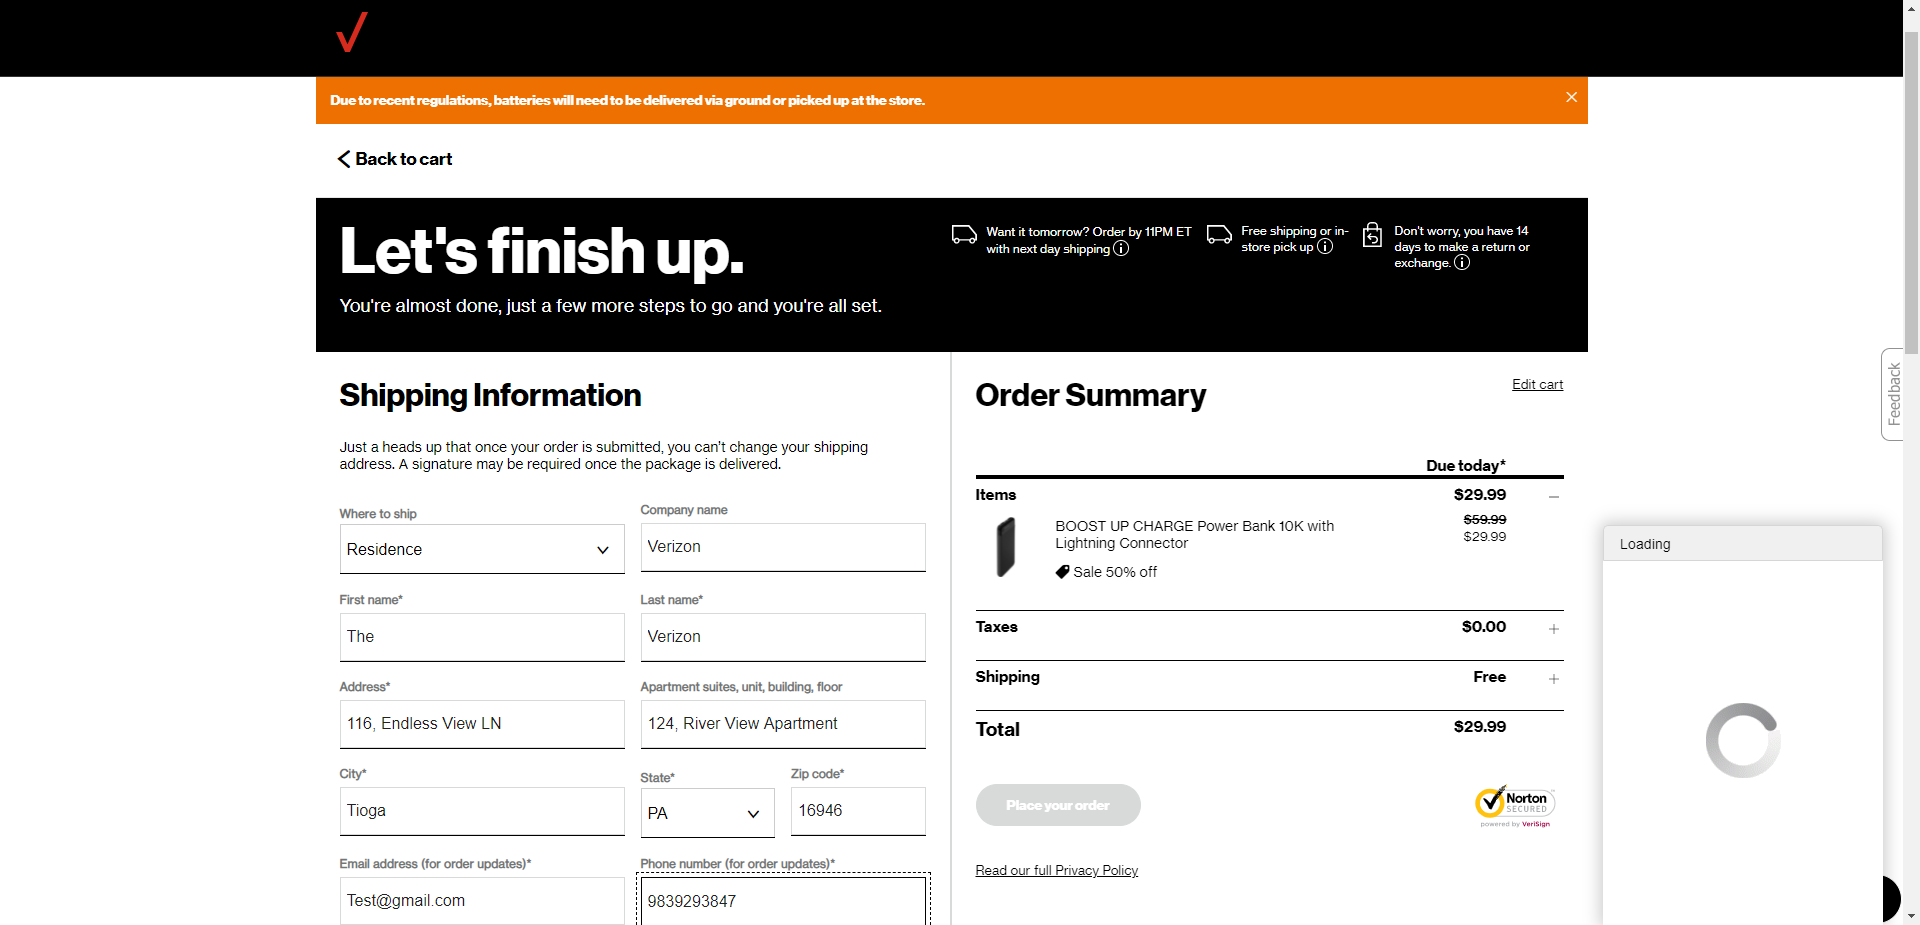 Due to recent regulations, batteries will need to be delivered via ground or picked up at the store.
Back to cart
Let's finish up.
You're almost done, just a few more steps to go and you're all set.
Want it tomorrow? Order by 11PM ET
with next day shipping
Free shipping or in-
store pick up
Don't worry, you have 14
days to make a return or
exchange.
Shipping Information
Just a heads up that once your order is submitted, you can't change your shipping
address. A signature may be required once the package is delivered.
Where to ship
Residence
Company name
Verizon
First name*
The
Last name*
Verizon
Address*
116, Endless View LN
Apartment suites, unit, building, floor
124, River View Apartment
City*
Tioga
State*
PA
Zip code*
16946
Email address (for order updates)*
Test@gmail.com
Phone number (for order updates)*
9839293847
Order Summary
Edit cart
Due today*
Items $29.99
BOOST UP CHARGE Power Bank 10K with
Lightning Connector
$59.99
$29.99
Sale 50% off
Taxes $0.00
Shipping Free
Total $29.99
Place your order
Norton
SECURED
powered by VeriSign
Read our full Privacy Policy
Feedback
Loading